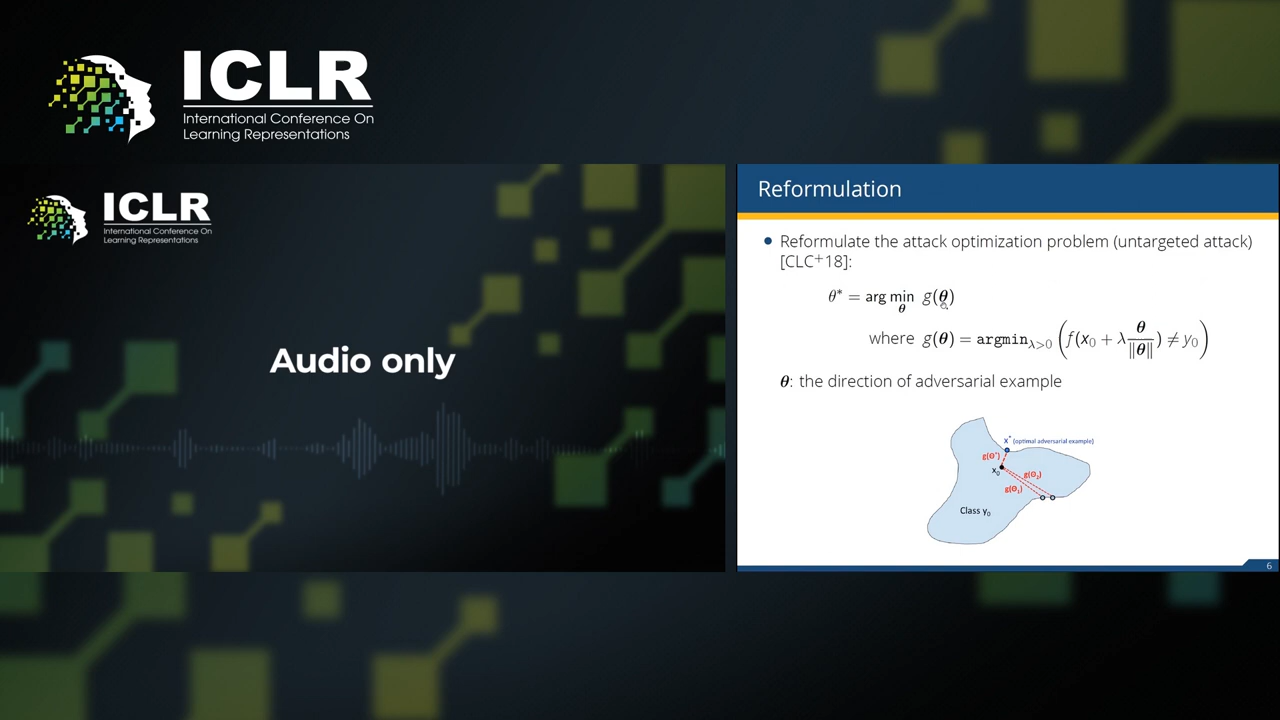 ICLR
International Conference On
Learning Representations
ICLR
International Conference On
Learning Representations
Audio only
Reformulation
Reformulate the attack optimization problem (untargeted attack)
[CLC⁺18]:
θ* = arg min_θ g(θ)
where g(θ) = argmin_{λ>0} ( f(x₀ + λ θ/‖θ‖) ≠ y₀ )
θ: the direction of adversarial example
x* (optimal adversarial example)
g(Θ*)
x₀
g(Θ₂)
g(Θ₁)
Class y₀
6